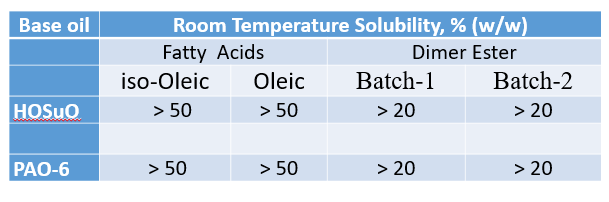 Base oil Room Temperature Solubility, % (w/w)
Fatty Acids Dimer Ester
iso-Oleic Oleic Batch-1 Batch-2
HOSuO > 50 > 50 > 20 > 20
PAO-6 > 50 > 50 > 20 > 20